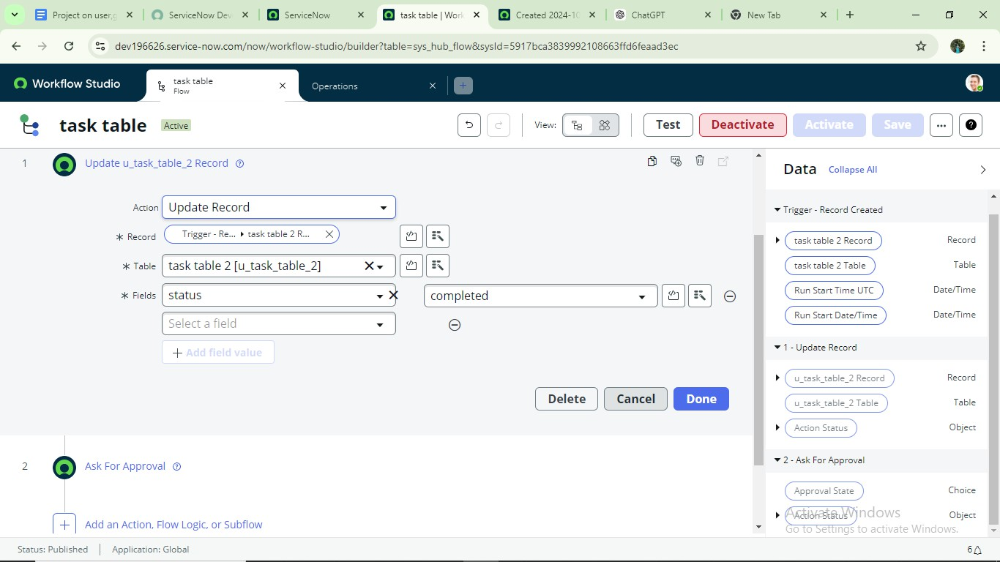 Project on user,g
ServiceNow Dev
ServiceNow
task table | Work
Created 2024-10
ChatGPT
New Tab
dev196626.service-now.com/now/workflow-studio/builder?table=sys_hub_flow&sysId=5917bca3839992108663ffd6feaad3ec
Workflow Studio
task table
Flow
Operations
task table
Active
View:
Test
Deactivate
Activate
Save
1
Update u_task_table_2 Record
Action
Update Record
* Record
Trigger - Re... ▸ task table 2 R...
* Table
task table 2 [u_task_table_2]
* Fields
status
completed
Select a field
+ Add field value
Delete
Cancel
Done
2
Ask For Approval
Add an Action, Flow Logic, or Subflow
Data
Collapse All
Trigger - Record Created
task table 2 Record
Record
task table 2 Table
Table
Run Start Time UTC
Date/Time
Run Start Date/Time
Date/Time
1 - Update Record
u_task_table_2 Record
Record
u_task_table_2 Table
Table
Action Status
Object
2 - Ask For Approval
Approval State
Choice
Action Status
Object
Activate Windows
Go to Settings to activate Windows.
Status: Published
Application: Global
6